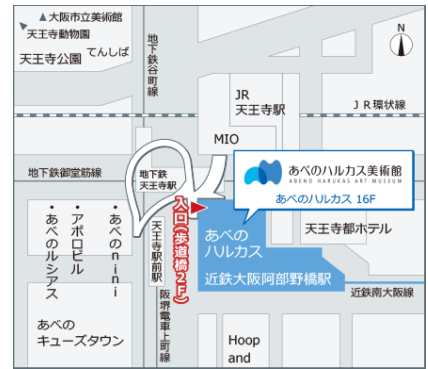 ▲大阪市立美術館
天王寺動物園
天王寺公園
てんしば
地下鉄谷町線
N
JR
天王寺駅
JR環状線
MIO
地下鉄御堂筋線
地下鉄
天王寺駅
あべのハルカス美術館
ABENO HARUKAS ART MUSEUM
あべのハルカス 16F
入口(歩道橋2F)
あべの
ハルカス
天王寺都ホテル
近鉄大阪阿部野橋駅
近鉄南大阪線
・あべのnini
・アポロビル
・あべのルシアス
天王寺駅前駅
阪堺電車上町線
あべの
キューズタウン
Hoop
and